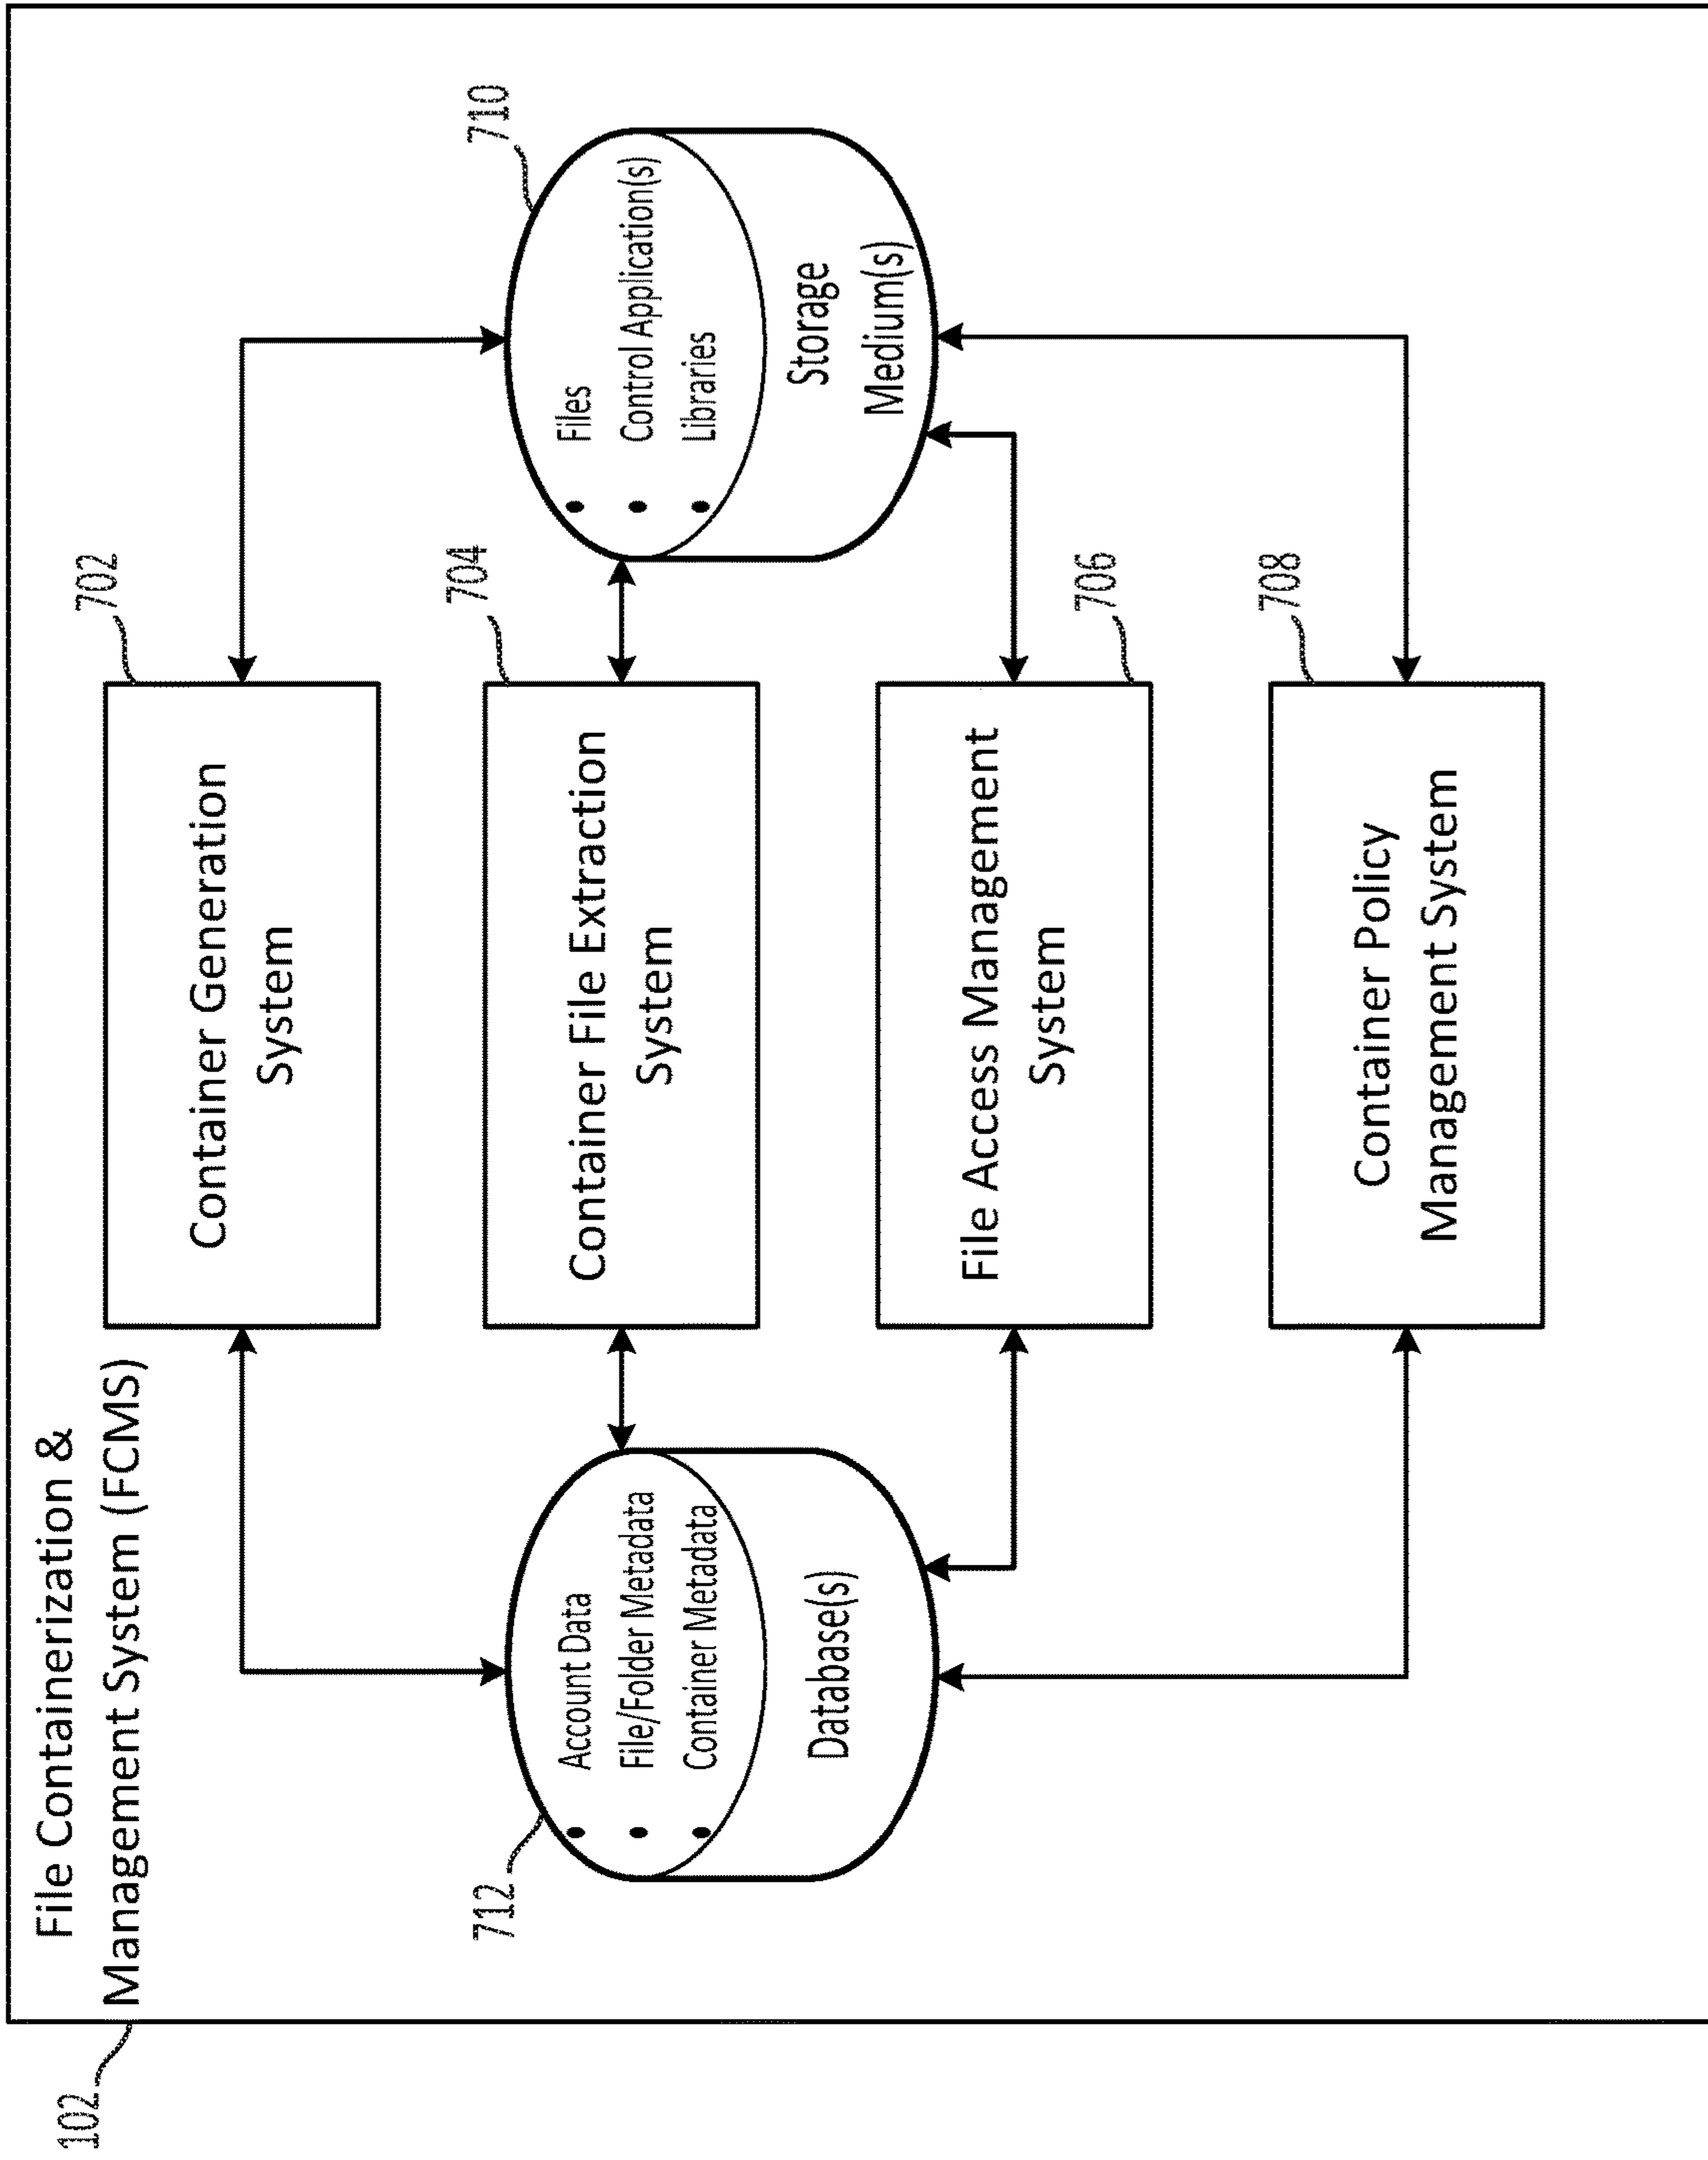 102
File Containerization &
Management System (FCMS)
702
Container Generation
System
704
Container File Extraction
System
706
File Access Management
System
708
Container Policy
Management System
712
• Account Data
• File/Folder Metadata
• Container Metadata
Database(s)
710
• Files
• Control Application(s)
• Libraries
Storage
Medium(s)